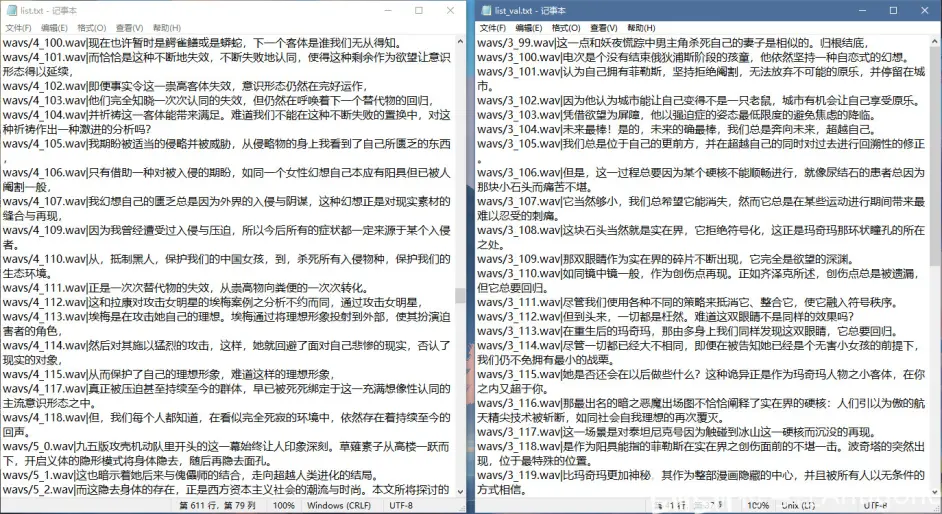 list.txt - 记事本
文件(F) 编辑(E) 格式(O) 查看(V) 帮助(H)
wavs/4_100.wav|现在也许暂时是鳄雀鳝或是蟒蛇，下一个客体是谁我们无从得知。
wavs/4_101.wav|而恰恰是这种不断地失效，不断失败地认同，使得这种剩余作为欲望让意识
形态得以延续，
wavs/4_102.wav|即便事实令这一崇高客体失效，意识形态仍然在完好运作，
wavs/4_103.wav|他们完全知晓一次次认同的失效，但仍然在呼唤着下一个替代物的回归，
wavs/4_104.wav|并祈祷这一客体能带来满足。难道我们不能在这种不断失败的置换中，对这
种祈祷作出一种激进的分析吗？
wavs/4_105.wav|我期盼被适当的侵略并被威胁，从侵略物的身上我看到了自己所匮乏的东西
，
wavs/4_106.wav|只有借助一种对被入侵的期盼，如同一个女性幻想自己本应有阳具但已被人
阉割一般，
wavs/4_107.wav|我幻想自己的匮乏总是因为外界的入侵与阴谋，这种幻想正是对现实素材的
缝合与再现，
wavs/4_109.wav|因为我曾经遭受过入侵与压迫，所以今后所有的症状都一定来源于某个入侵
者。
wavs/4_110.wav|从，抵制黑人，保护我们的中国女孩，到，杀死所有入侵物种，保护我们的
生态环境。
wavs/4_111.wav|正是一次次替代物的失效，从崇高物向粪便的一次次转化。
wavs/4_112.wav|这和拉康对攻击女明星的埃梅案例之分析不约而同，通过攻击女明星，
wavs/4_113.wav|埃梅是在攻击她自己的理想。埃梅通过将理想形象投射到外部，使其扮演迫
害者的角色，
wavs/4_114.wav|然后对其施以猛烈的攻击，这样，她就回避了面对自己悲惨的现实，否认了
现实的对象，
wavs/4_115.wav|从而保护了自己的理想形象，难道这样的理想形象，
wavs/4_117.wav|真正被压迫甚至持续至今的群体，早已被死死绑定于这一充满想像性认同的
主流意识形态之中。
wavs/4_118.wav|但，我们每个人都知道，在看似完全死寂的环境中，依然存在着持续至今的
回声。
wavs/5_0.wav|九五版攻壳机动队里开头的这一幕始终让人印象深刻。草薙素子从高楼一跃而
下，开启义体的隐形模式将身体隐去，随后再隐去面孔。
wavs/5_1.wav|这也暗示着她后来与傀儡师的结合，走向超越人类进化的结局。
wavs/5_2.wav|而这隐去身体的存在，正是西方资本主义社会的潮流与时尚。本文所将探讨的
第 611 行，第 79 列 100% Windows (CRLF) UTF-8
list_val.txt - 记事本
文件(F) 编辑(E) 格式(O) 查看(V) 帮助(H)
wavs/3_99.wav|这一点和妖夜慌踪中男主角杀死自己的妻子是相似的。归根结底，
wavs/3_100.wav|电次是个没有结束俄狄浦斯阶段的孩童，他依然坚持一种自恋式的幻想。
wavs/3_101.wav|认为自己拥有菲勒斯，坚持拒绝阉割，无法放弃不可能的原乐，并停留在城
市。
wavs/3_102.wav|因为他认为城市能让自己变得不是一只老鼠，城市有机会让自己享受原乐。
wavs/3_103.wav|凭借欲望为屏障，他以强迫症的姿态最低限度的避免焦虑的降临。
wavs/3_104.wav|未来最棒！是的，未来的确最棒，我们总是奔向未来，超越自己。
wavs/3_105.wav|我们总是位于自己的更前方，并在超越自己的同时对过去进行回溯性的修正
。
wavs/3_106.wav|但是，这一过程总要因为某个硬核不能顺畅进行，就像尿结石的患者总因为
那块小石头而痛苦不堪。
wavs/3_107.wav|它当然够小，我们总希望它能消失，然而它总是在某些运动进行期间带来最
难以忍受的刺痛。
wavs/3_108.wav|这块石头当然就是实在界，它拒绝符号化，这正是玛奇玛那环状瞳孔的所在
之处。
wavs/3_109.wav|那双眼睛作为实在界的碎片不断出现，它完全是欲望的深渊。
wavs/3_110.wav|如同镜中镜一般，作为创伤点再现。正如齐泽克所述，创伤点总是被遗漏，
但它总要回归。
wavs/3_111.wav|尽管我们使用各种不同的策略来抵消它、整合它，使它融入符号秩序。
wavs/3_112.wav|但到头来，一切都是枉然。难道这双眼睛不是同样的效果吗？
wavs/3_113.wav|在重生后的玛奇玛，那由多身上我们同样发现这双眼睛，它总要回归。
wavs/3_114.wav|尽管一切都已经大不相同，即便在被告知她已经是个无害小女孩的前提下，
我们仍不免拥有最小的战栗。
wavs/3_115.wav|她是否还会在以后做些什么？这种诡异正是作为玛奇玛人物之小客体，在你
之内又超于你。
wavs/3_116.wav|那最出名的暗之恶魔出场图不恰恰阐释了实在界的硬核：人们引以为傲的航
天精尖技术被斩断，如同社会自我理想的再次覆灭。
wavs/3_117.wav|这一场景是对泰坦尼克号因为触碰到冰山这一硬核而沉没的再现。
wavs/3_118.wav|是作为阳具能指的菲勒斯在实在界之创伤面前的不堪一击。波奇塔的突然出
现，位于最特殊的位置。
wavs/3_119.wav|比玛奇玛更加神秘，其作为整部漫画隐藏的中心，并且被所有人以无条件的
方式相信。
100% UTF-8